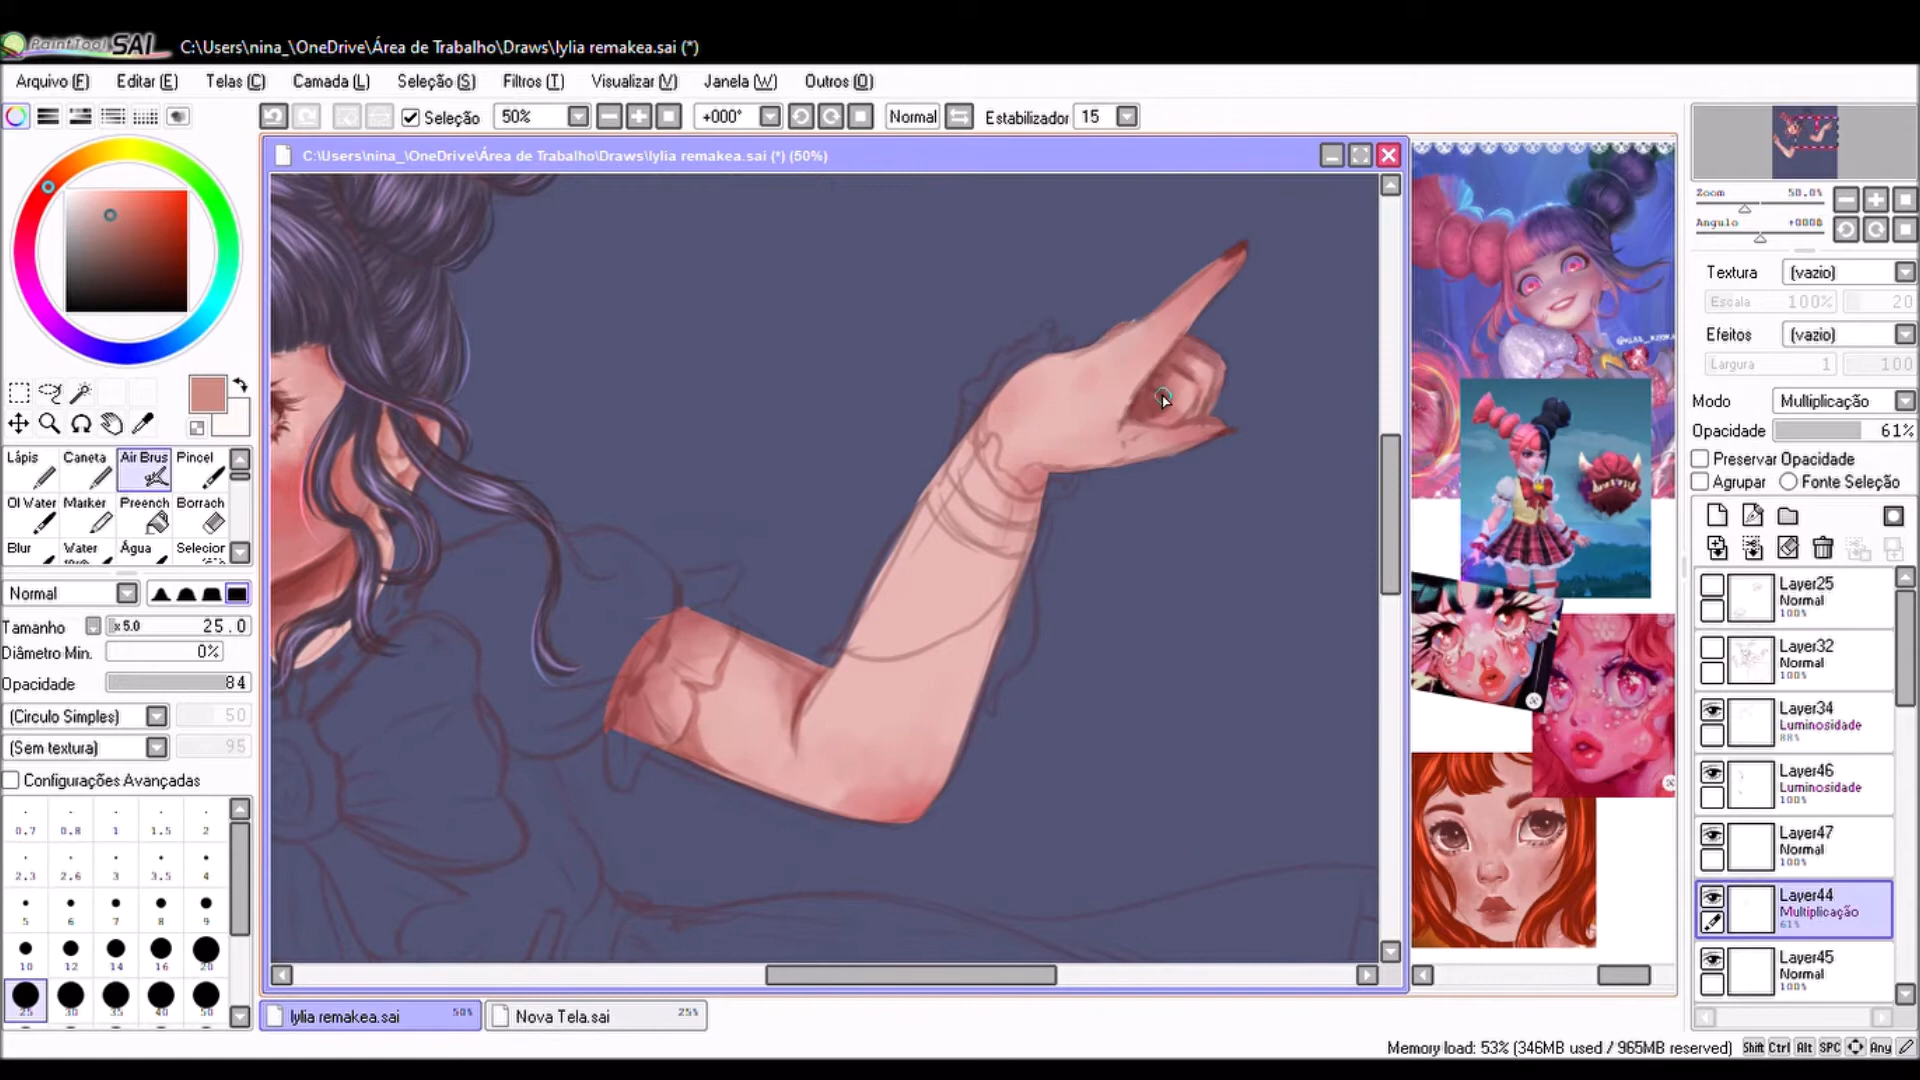 PaintTool SAI C:\Users\nina_\OneDrive\Área de Trabalho\Draws\lylia remakea.sai (*)
Arquivo (F) Editar (E) Telas (C) Camada (L) Seleção (S) Filtros (T) Visualizar (V) Janela (W) Outros (O)
Seleção 50% +000° Normal Estabilizador 15
C:\Users\nina_\OneDrive\Área de Trabalho\Draws\lylia remakea.sai (*) (50%)
Zoom 50.0%
Angulo +000θ
Textura (vazio)
Escala 100% 20
Efeitos (vazio)
Largura 1 100
Modo Multiplicação
Opacidade 61%
Preservar Opacidade
Agrupar Fonte Seleção
Lápis Caneta Air Brus Pincel
Ol Water Marker Preench Borrach
Blur Water Água Selecior
Normal
Tamanho x 5.0 25.0
Diâmetro Min. 0%
Opacidade 84
(Circulo Simples) 50
(Sem textura) 95
Configurações Avançadas
0.7 0.8 1 1.5 2
2.3 2.6 3 3.5 4
5 6 7 8 9
10 12 14 16 20
25 30 35 40 50
Layer25
Normal
100%
Layer32
Normal
100%
Layer34
Luminosidade
88%
Layer46
Luminosidade
100%
Layer47
Normal
100%
Layer44
Multiplicação
61%
Layer45
Normal
100%
lylia remakea.sai 50% Nova Tela.sai 25%
Memory load: 53% (346MB used / 965MB reserved) Shift Ctrl Alt SPC Any